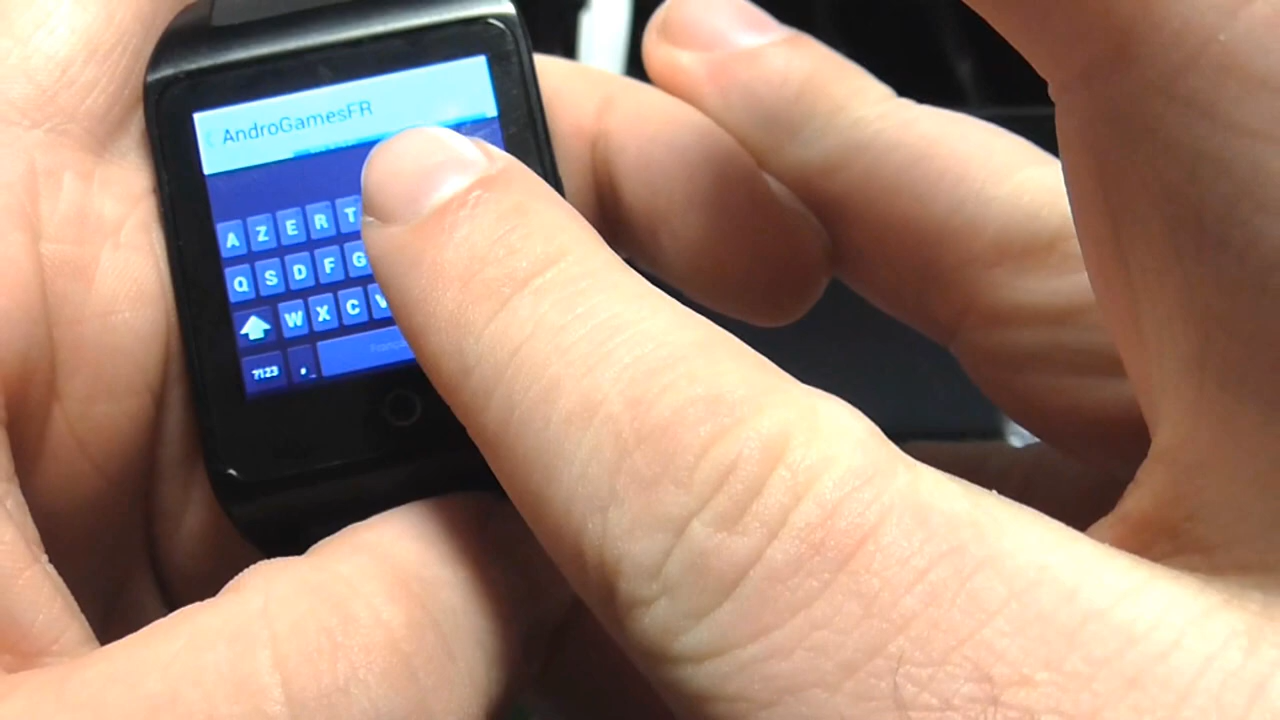 AndroGamesFR
A Z E R T
Q S D F G
W X C V
?123 ,